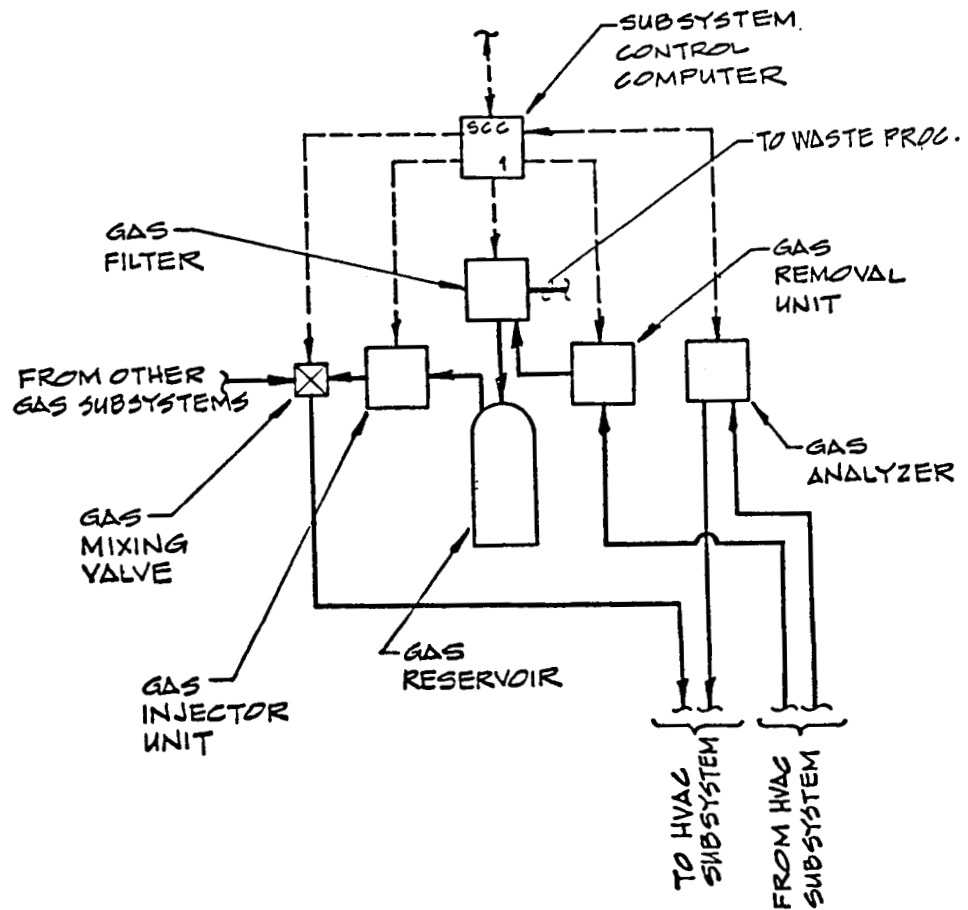 SUBSYSTEM.
CONTROL
COMPUTER
SCC
1
TO WASTE PROC.
GAS
FILTER
GAS
REMOVAL
UNIT
FROM OTHER
GAS SUBSYSTEMS
GAS
ANALYZER
GAS
MIXING
VALVE
GAS
RESERVOIR
GAS
INJECTOR
UNIT
TO HVAC
SUBSYSTEM
FROM HVAC
SUBSYSTEM